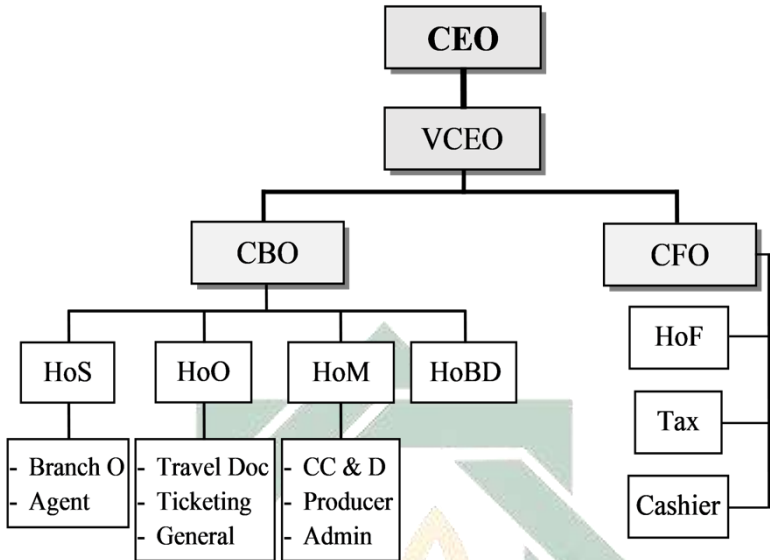 CEO
VCEO
CBO
CFO
HoS
HoO
HoM
HoBD
HoF
Tax
Cashier
- Branch O
- Agent
- Travel Doc
- Ticketing
- General
- CC & D
- Producer
- Admin